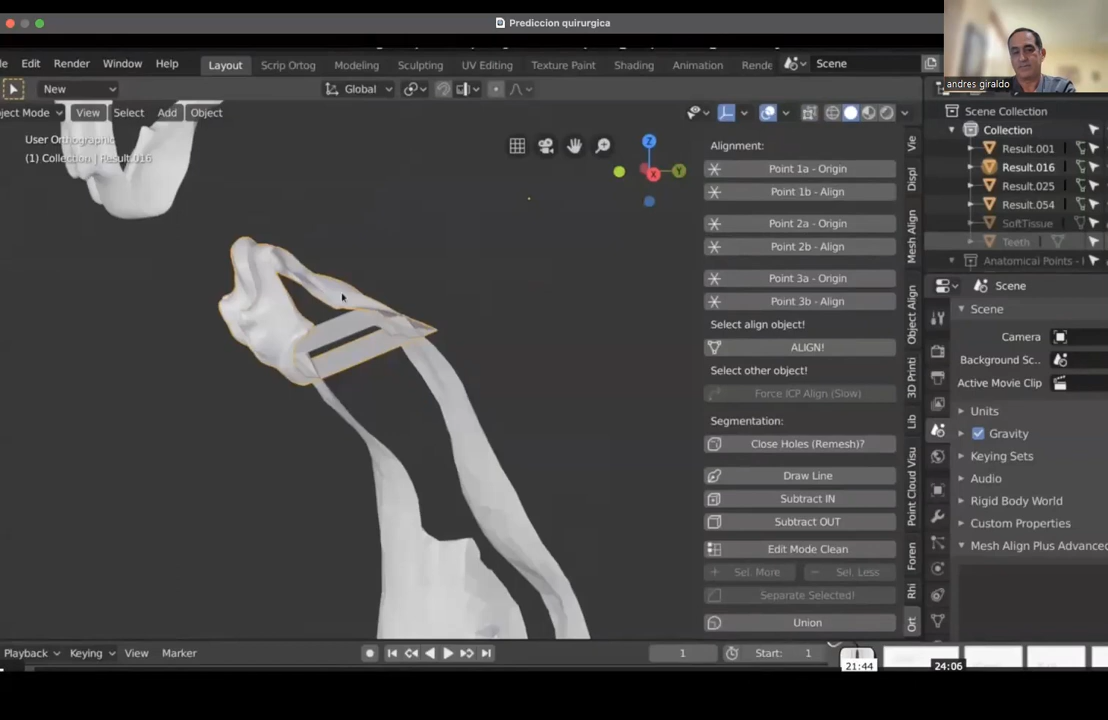 Prediccion quirurgica
andres giraldo
le Edit Render Window Help Layout Scrip Ortog Modeling Sculpting UV Editing Texture Paint Shading Animation Rende Scene
New Global
ject Mode View Select Add Object
User Orthographic
(1) Collection | Result.016
Z
Y
X
Alignment:
Point 1a - Origin
Point 1b - Align
Point 2a - Origin
Point 2b - Align
Point 3a - Origin
Point 3b - Align
Select align object!
ALIGN!
Select other object!
Force ICP Align (Slow)
Segmentation:
Close Holes (Remesh)?
Draw Line
Subtract IN
Subtract OUT
Edit Mode Clean
Sel. More Sel. Less
Separate Selected!
Union
Vie
Displ
Mesh Align
Object Align
3D Printi
Lib
Point Cloud Visu
Foren
Rhi
Ort
Scene Collection
Collection
Result.001
Result.016
Result.025
Result.054
SoftTissue
Teeth
Anatomical Points -
Scene
Scene
Camera
Background Sc..
Active Movie Clip
Units
Gravity
Keying Sets
Audio
Rigid Body World
Custom Properties
Mesh Align Plus Advanced
Playback Keying View Marker 1 Start: 1
21:44 24:06